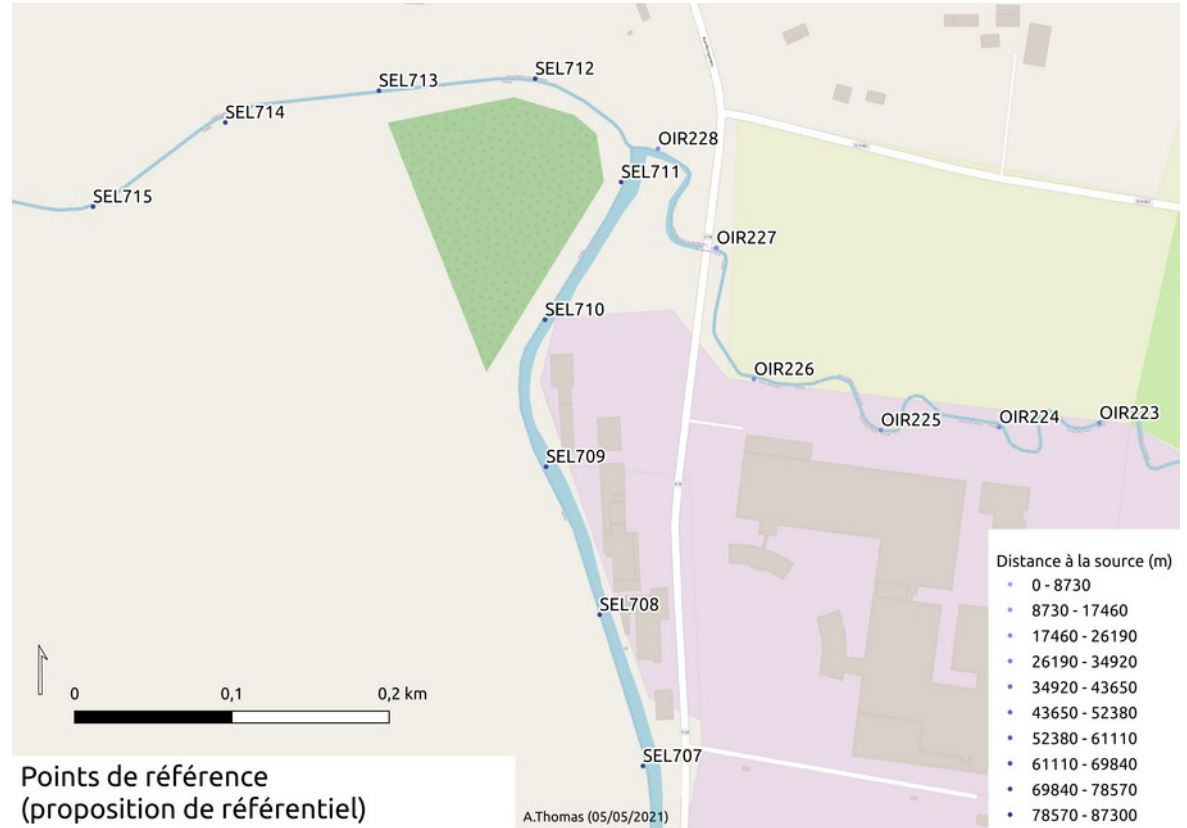 SEL712
SEL713
SEL714
OIR228
SEL711
SEL715
OIR227
SEL710
OIR226
OIR225
OIR224
OIR223
SEL709
SEL708
SEL707
0 0,1 0,2 km
Distance à la source (m)
0 - 8730
8730 - 17460
17460 - 26190
26190 - 34920
34920 - 43650
43650 - 52380
52380 - 61110
61110 - 69840
69840 - 78570
78570 - 87300
Points de référence
(proposition de référentiel)
A.Thomas (05/05/2021)